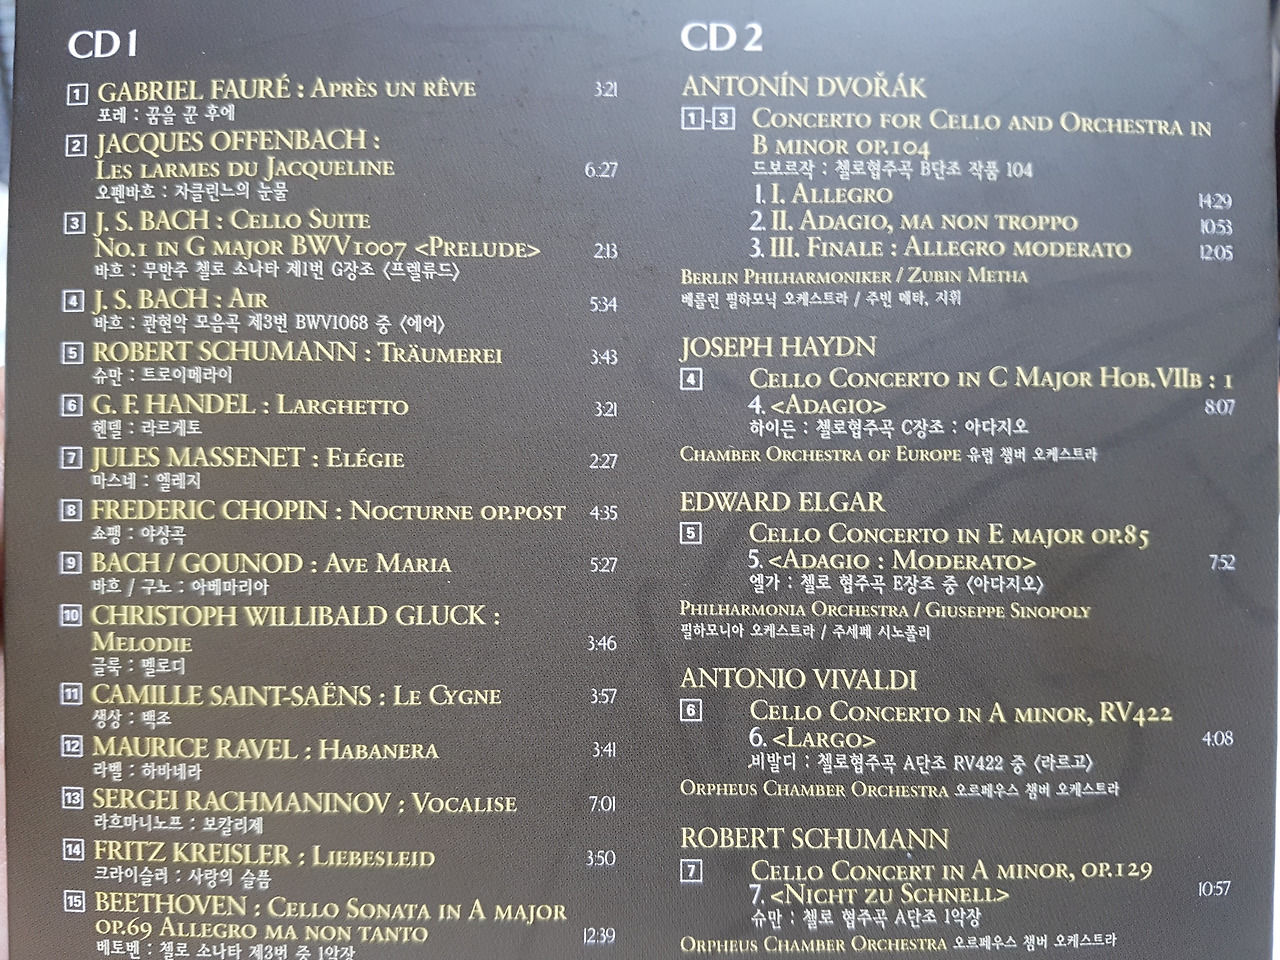 CD 1
1 GABRIEL FAURÉ : APRÈS UN RÊVE 3:21
포레 : 꿈을 꾼 후에
2 JACQUES OFFENBACH :
LES LARMES DU JACQUELINE 6:27
오펜바흐 : 자클린느의 눈물
3 J. S. BACH : CELLO SUITE
NO.1 IN G MAJOR BWV1007 <PRELUDE> 2:13
바흐 : 무반주 첼로 소나타 제1번 G장조 <프렐류드>
4 J. S. BACH : AIR 5:34
바흐 : 관현악 모음곡 제3번 BWV1068 중 <에어>
5 ROBERT SCHUMANN : TRÄUMEREI 3:43
슈만 : 트로이메라이
6 G. F. HANDEL : LARGHETTO 3:21
헨델 : 라르게토
7 JULES MASSENET : ELÉGIE 2:27
마스네 : 엘레지
8 FREDERIC CHOPIN : NOCTURNE OP.POST 4:35
쇼팽 : 야상곡
9 BACH / GOUNOD : AVE MARIA 5:27
바흐 / 구노 : 아베마리아
10 CHRISTOPH WILLIBALD GLUCK :
MELODIE 3:46
글룩 : 멜로디
11 CAMILLE SAINT-SAËNS : LE CYGNE 3:57
생상 : 백조
12 MAURICE RAVEL : HABANERA 3:41
라벨 : 하바네라
13 SERGEI RACHMANINOV : VOCALISE 7:01
라흐마니노프 : 보칼리제
14 FRITZ KREISLER : LIEBESLEID 3:50
크라이슬러 : 사랑의 슬픔
15 BEETHOVEN : CELLO SONATA IN A MAJOR
OP.69 ALLEGRO MA NON TANTO 12:39
베토벤 : 첼로 소나타 제3번 중 1악장
CD 2
ANTONÍN DVOŘÁK
1-3 CONCERTO FOR CELLO AND ORCHESTRA IN
B MINOR OP.104
드보르작 : 첼로협주곡 B단조 작품 104
1. I. ALLEGRO 14:29
2. II. ADAGIO, MA NON TROPPO 10:53
3. III. FINALE : ALLEGRO MODERATO 12:05
BERLIN PHILHARMONIKER / ZUBIN METHA
베를린 필하모닉 오케스트라 / 주빈 메타, 지휘
JOSEPH HAYDN
4 CELLO CONCERTO IN C MAJOR HOB.VIIB : 1
4. <ADAGIO> 8:07
하이든 : 첼로협주곡 C장조 : 아다지오
CHAMBER ORCHESTRA OF EUROPE 유럽 챔버 오케스트라
EDWARD ELGAR
5 CELLO CONCERTO IN E MAJOR OP.85
5. <ADAGIO : MODERATO> 7:52
엘가 : 첼로 협주곡 E장조 중 <아다지오>
PHILHARMONIA ORCHESTRA / GIUSEPPE SINOPOLY
필하모니아 오케스트라 / 주세페 시노폴리
ANTONIO VIVALDI
6 CELLO CONCERTO IN A MINOR, RV422
6. <LARGO> 4:08
비발디 : 첼로협주곡 A단조 RV422 중 <라르고>
ORPHEUS CHAMBER ORCHESTRA 오르페우스 챔버 오케스트라
ROBERT SCHUMANN
7 CELLO CONCERT IN A MINOR, OP.129
7. <NICHT ZU SCHNELL> 10:57
슈만 : 첼로 협주곡 A단조 1악장
ORPHEUS CHAMBER ORCHESTRA 오르페우스 챔버 오케스트라